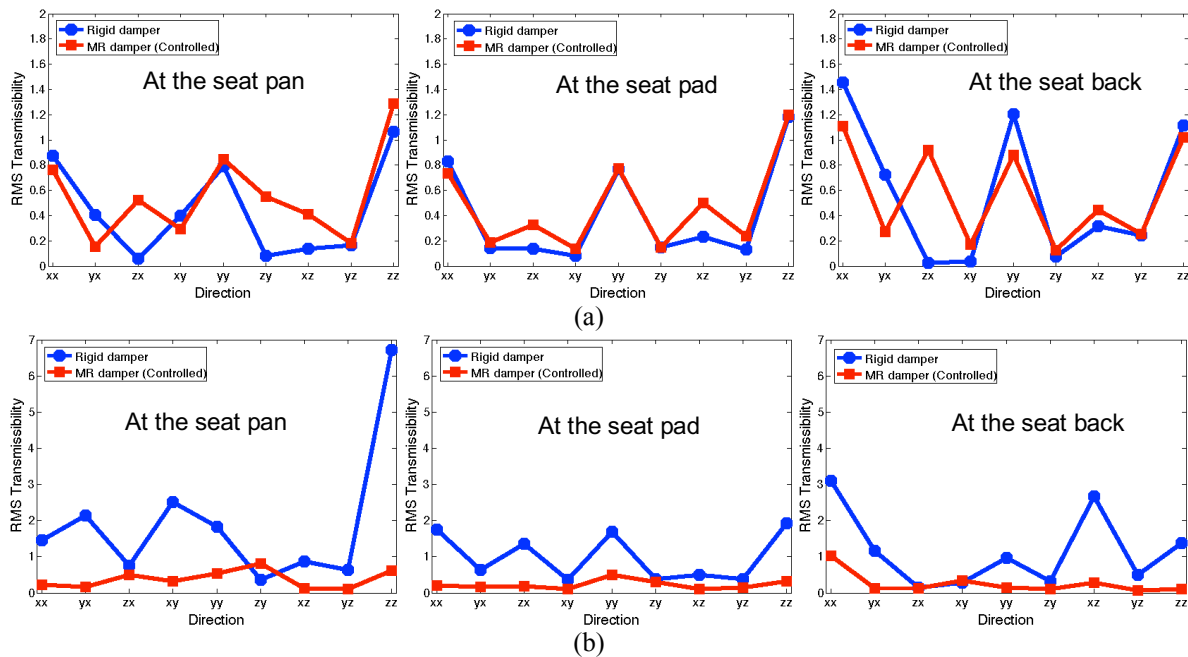 2
1.8
1.6
1.4
1.2
1
0.8
0.6
0.4
0.2
0
RMS Transmissibility
Rigid damper
MR damper (Controlled)
At the seat pan
xx yx zx xy yy zy xz yz zz
Direction
2
1.8
1.6
1.4
1.2
1
0.8
0.6
0.4
0.2
0
RMS Transmissibility
Rigid damper
MR damper (Controlled)
At the seat pad
xx yx zx xy yy zy xz yz zz
Direction
2
1.8
1.6
1.4
1.2
1
0.8
0.6
0.4
0.2
0
RMS Transmissibility
Rigid damper
MR damper (Controlled)
At the seat back
xx yx zx xy yy zy xz yz zz
Direction
(a)
7
6
5
4
3
2
1
0
RMS Transmissibility
Rigid damper
MR damper (Controlled)
At the seat pan
xx yx zx xy yy zy xz yz zz
Direction
7
6
5
4
3
2
1
0
RMS Transmissibility
Rigid damper
MR damper (Controlled)
At the seat pad
xx yx zx xy yy zy xz yz zz
Direction
7
6
5
4
3
2
1
0
RMS Transmissibility
Rigid damper
MR damper (Controlled)
At the seat back
xx yx zx xy yy zy xz yz zz
Direction
(b)